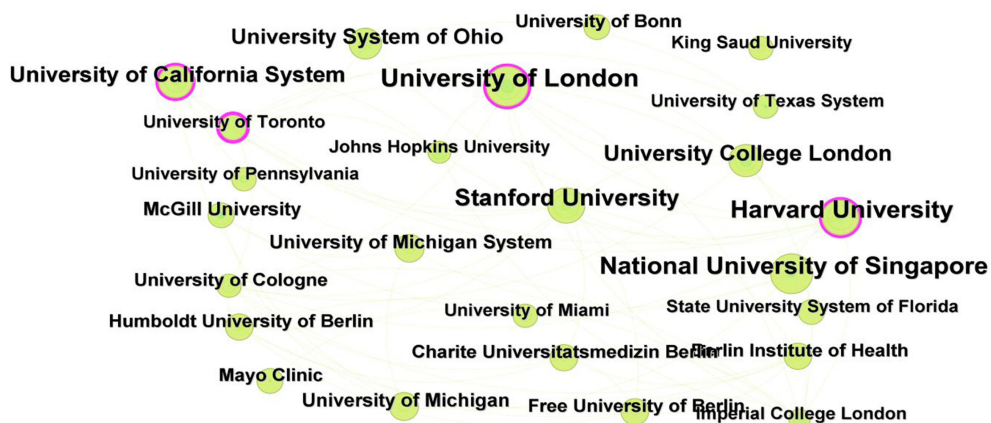 University of Bonn
University System of Ohio
King Saud University
University of California System
University of London
University of Texas System
University of Toronto
Johns Hopkins University
University College London
University of Pennsylvania
Stanford University
McGill University
Harvard University
University of Michigan System
National University of Singapore
University of Cologne
State University System of Florida
University of Miami
Humboldt University of Berlin
Charite Universitatsmedizin Berlin
Berlin Institute of Health
Mayo Clinic
University of Michigan
Free University of Berlin
Imperial College London